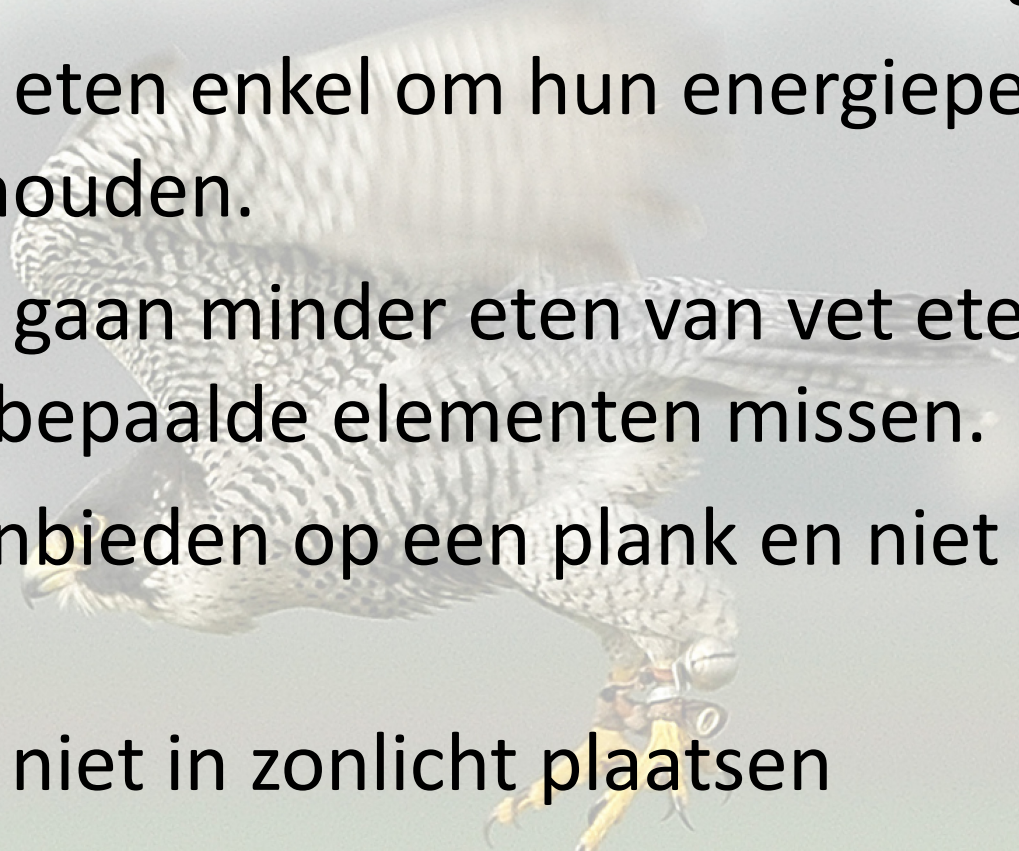 eten enkel om hun energiepe
houden.
gaan minder eten van vet ete
bepaalde elementen missen.
nbieden op een plank en niet
niet in zonlicht plaatsen